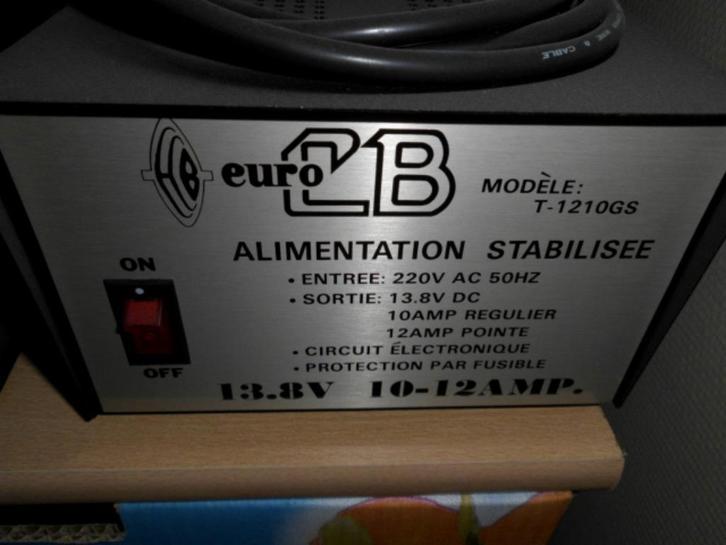 & CABLE
HB euro CB
MODÈLE:
T-1210GS
ALIMENTATION STABILISEE
• ENTREE: 220V AC 50HZ
• SORTIE: 13.8V DC
10AMP REGULIER
12AMP POINTE
• CIRCUIT ÉLECTRONIQUE
• PROTECTION PAR FUSIBLE
13.8V 10-12AMP.
ON
OFF